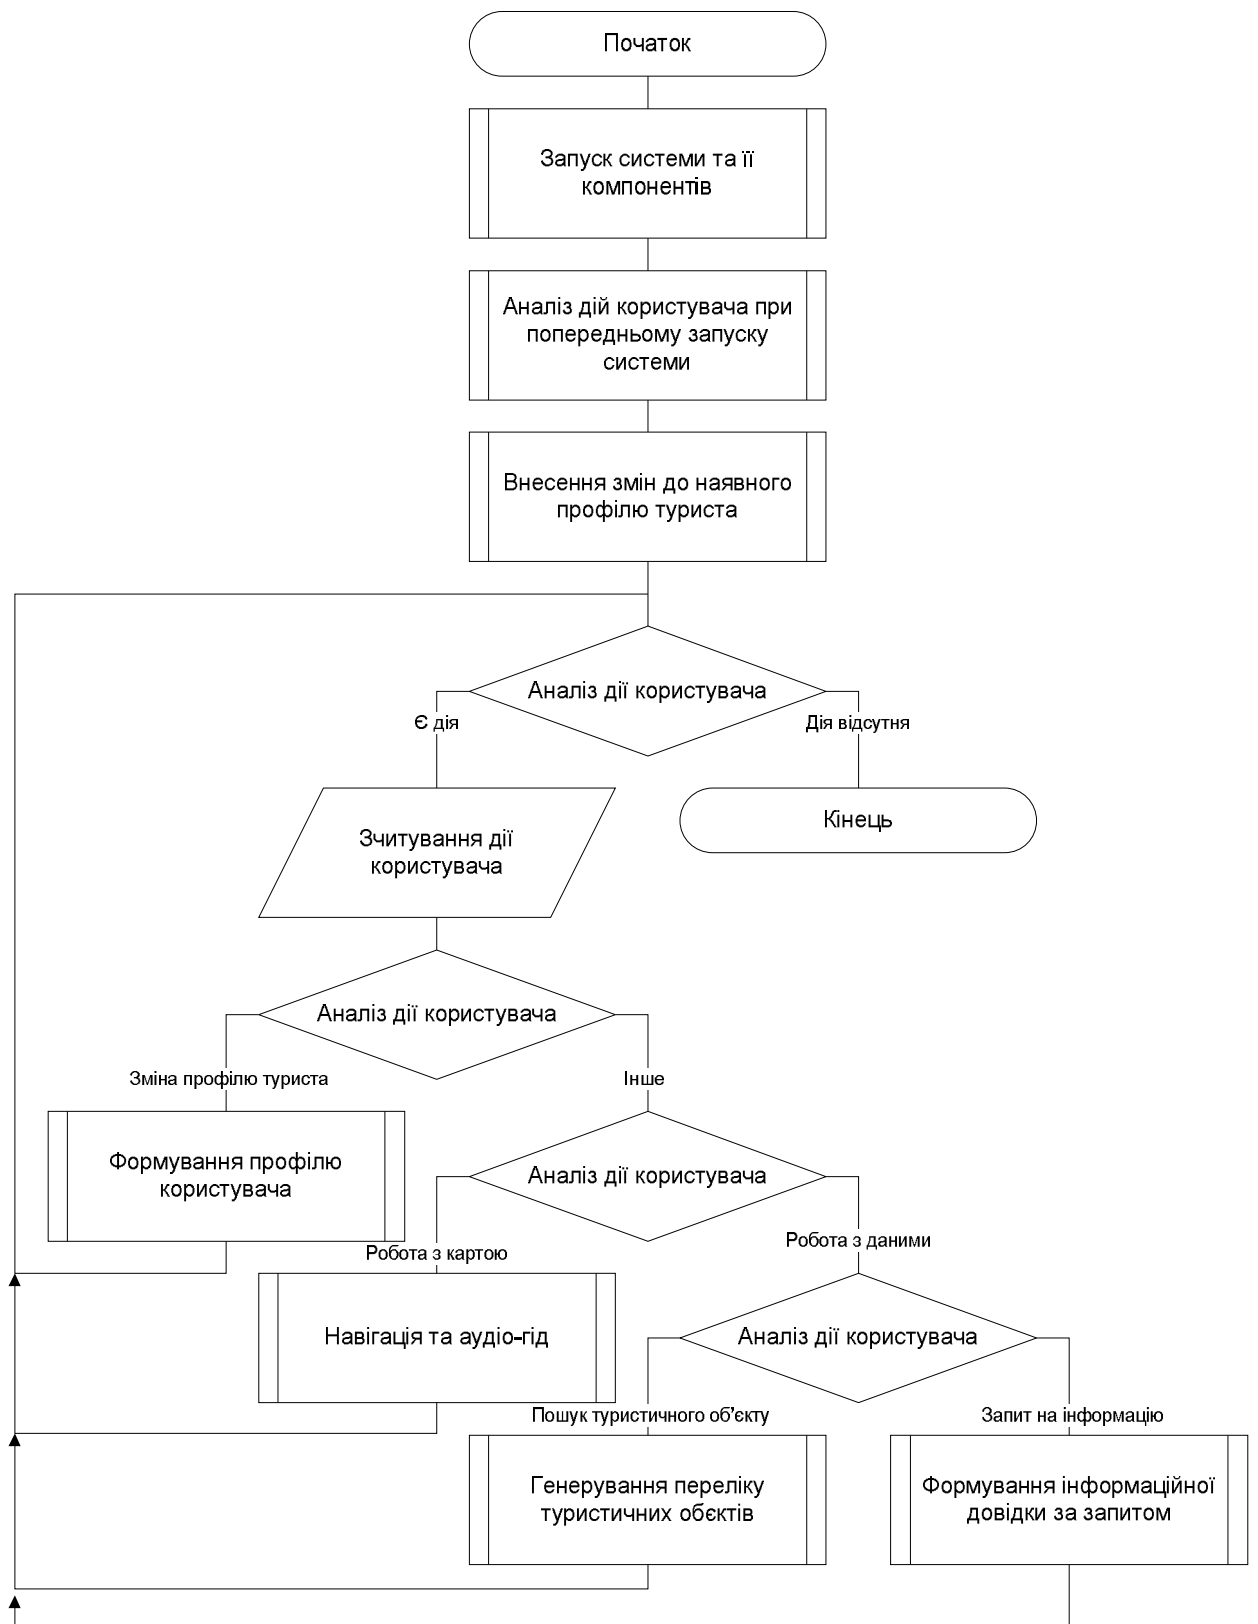 Початок
Запуск системи та її
компонентів
Аналіз дій користувача при
попередньому запуску
системи
Внесення змін до наявного
профілю туриста
Аналіз дії користувача
Є дія
Дія відсутня
Зчитування дії
користувача
Кінець
Аналіз дії користувача
Зміна профілю туриста
Інше
Формування профілю
користувача
Аналіз дії користувача
Робота з картою
Робота з даними
Навігація та аудіо-гід
Аналіз дії користувача
Пошук туристичного об’єкту
Запит на інформацію
Генерування переліку
туристичних обєктів
Формування інформаційної
довідки за запитом